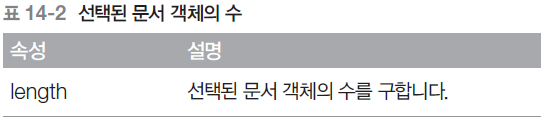 표 14-2 선택된 문서 객체의 수
속성 설명
length 선택된 문서 객체의 수를 구합니다.